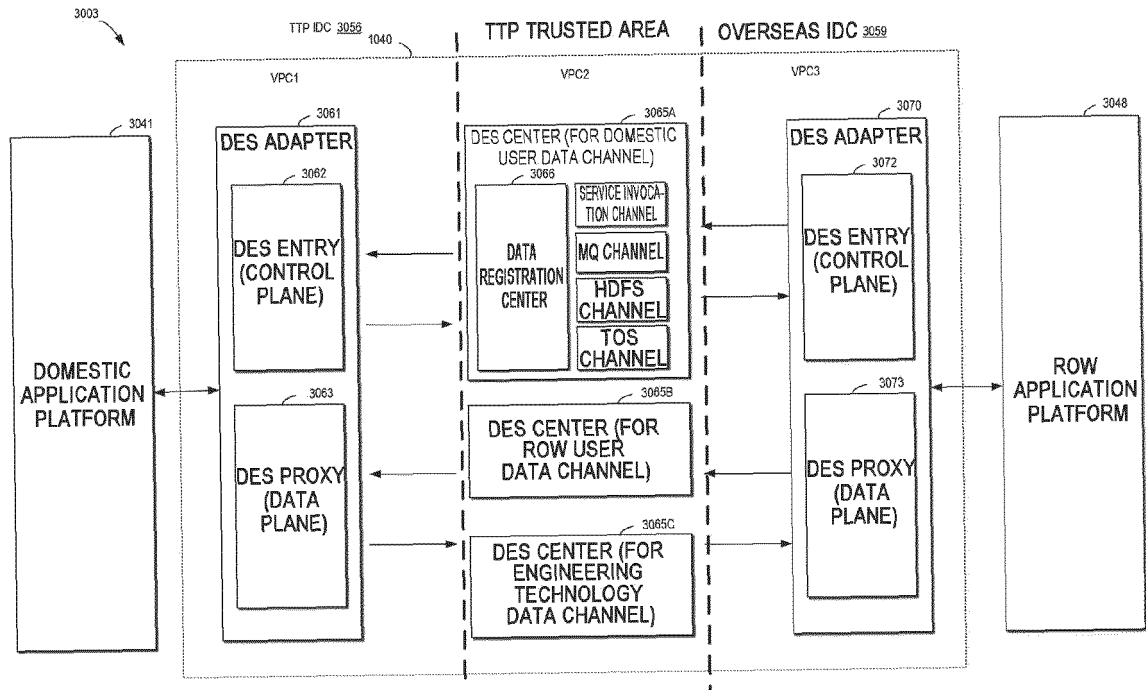 3003
TTP IDC 3056
TTP TRUSTED AREA
OVERSEAS IDC 3059
1040
VPC1
VPC2
VPC3
3041
DOMESTIC
APPLICATION
PLATFORM
3061
DES ADAPTER
3062
DES ENTRY
(CONTROL
PLANE)
3063
DES PROXY
(DATA
PLANE)
3065A
DES CENTER (FOR DOMESTIC
USER DATA CHANNEL)
3066
DATA
REGISTRATION
CENTER
SERVICE INVOCA-
TION CHANNEL
MQ CHANNEL
HDFS
CHANNEL
TOS
CHANNEL
3065B
DES CENTER (FOR
ROW USER
DATA CHANNEL)
3065C
DES CENTER (FOR
ENGINEERING
TECHNOLOGY
DATA CHANNEL)
3070
DES ADAPTER
3072
DES ENTRY
(CONTROL
PLANE)
3073
DES PROXY
(DATA
PLANE)
3048
ROW
APPLICATION
PLATFORM